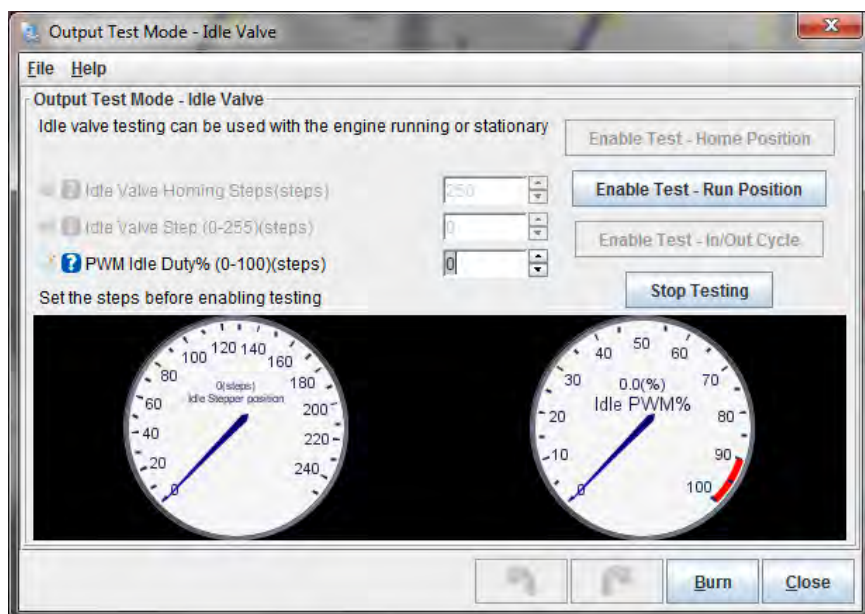 Output Test Mode - Idle Valve
File Help
Output Test Mode - Idle Valve
Idle valve testing can be used with the engine running or stationary
Enable Test - Home Position
Idle Valve Homing Steps(steps) 250 Enable Test - Run Position
Idle Valve Step (0-255)(steps) 0
Enable Test - In/Out Cycle
PWM Idle Duty% (0-100)(steps) 0
Set the steps before enabling testing Stop Testing
0 20 40 60 80 100 120 140 160 180 200 220 240
0(steps)
Idle Stepper position
0 10 20 30 40 50 60 70 80 90 100
0.0(%)
Idle PWM%
Burn Close